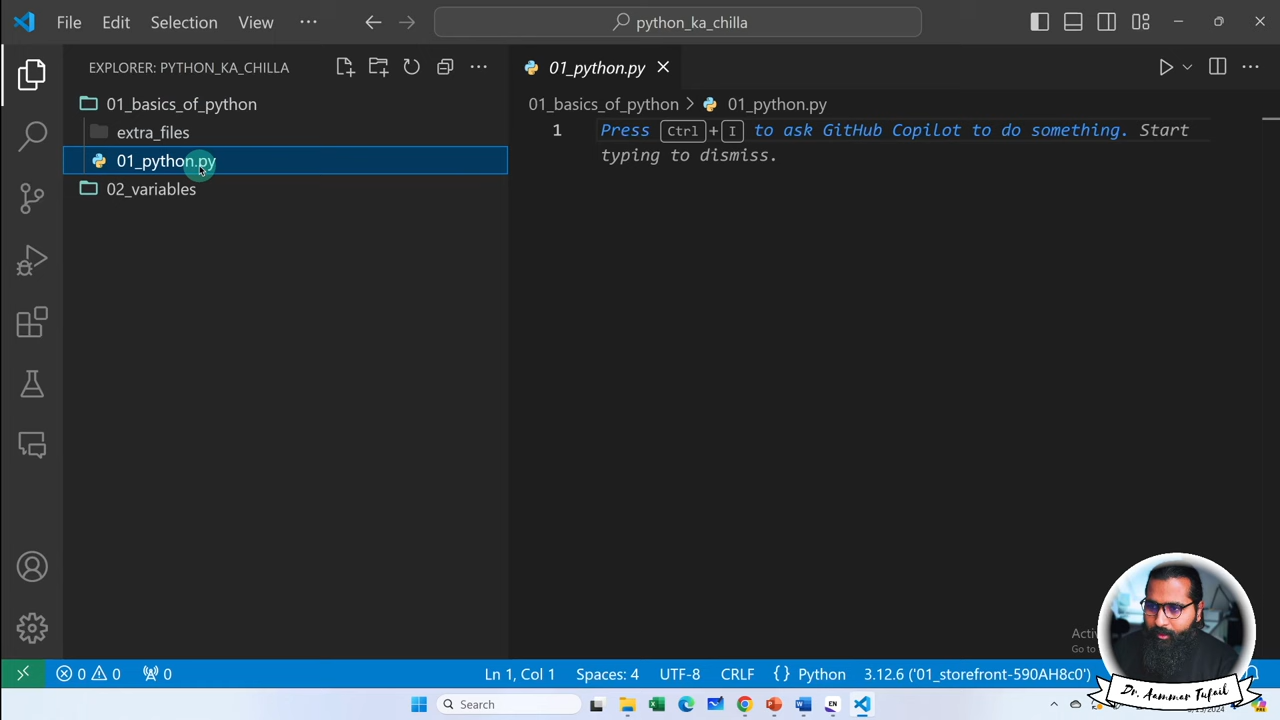 File Edit Selection View ··· python_ka_chilla
EXPLORER: PYTHON_KA_CHILLA
01_python.py
01_basics_of_python
01_basics_of_python > 01_python.py
extra_files
1 Press Ctrl+I to ask GitHub Copilot to do something. Start
typing to dismiss.
01_python.py
02_variables
0 0 0
Ln 1, Col 1 Spaces: 4 UTF-8 CRLF {} Python 3.12.6 ('01_storefront-590AH8c0')
Dr. Aammar Tufail
Search
EN